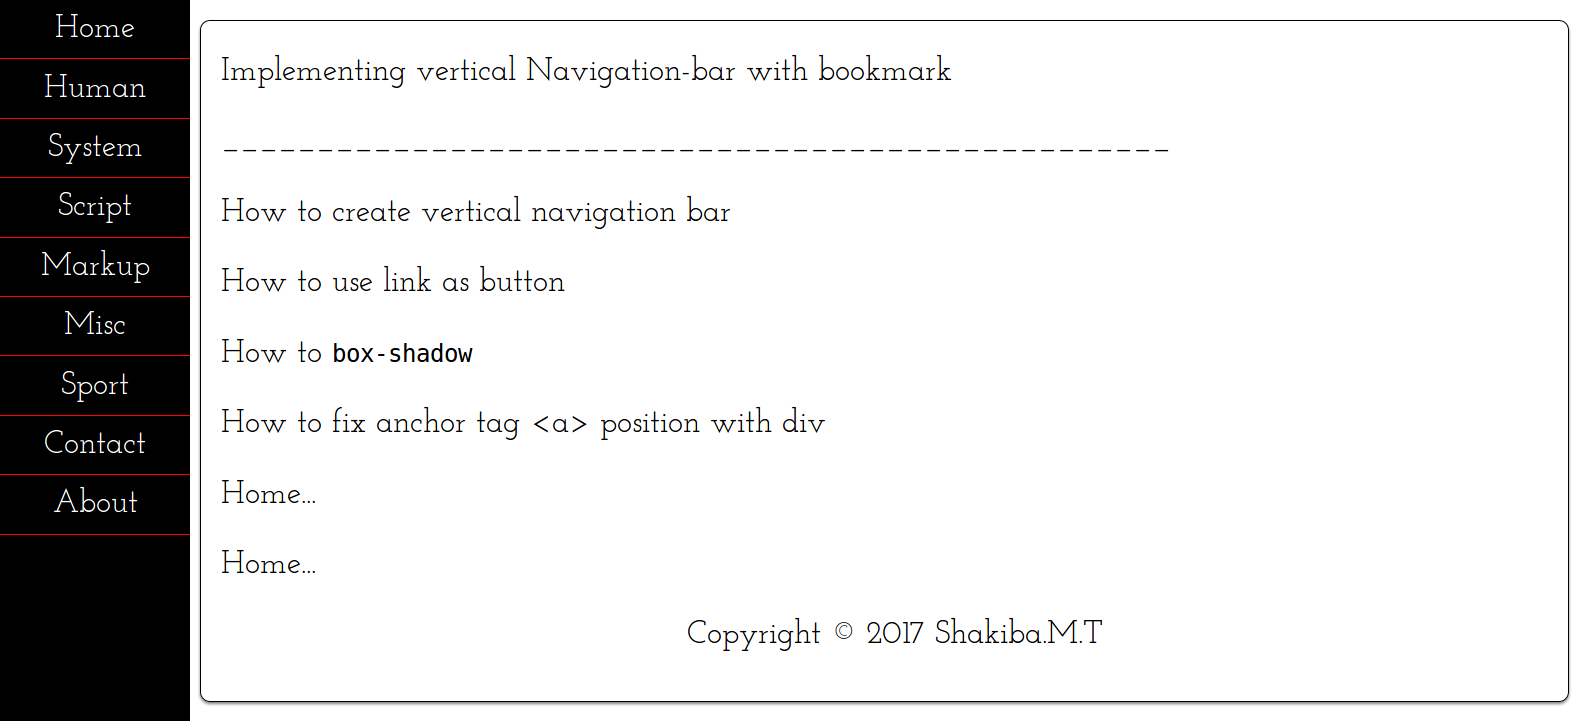 Home
Human
System
Script
Markup
Misc
Sport
Contact
About
Implementing vertical Navigation-bar with bookmark
--------------------------------------------------
How to create vertical navigation bar
How to use link as button
How to box-shadow
How to fix anchor tag <a> position with div
Home...
Home...
Copyright © 2017 Shakiba.M.T